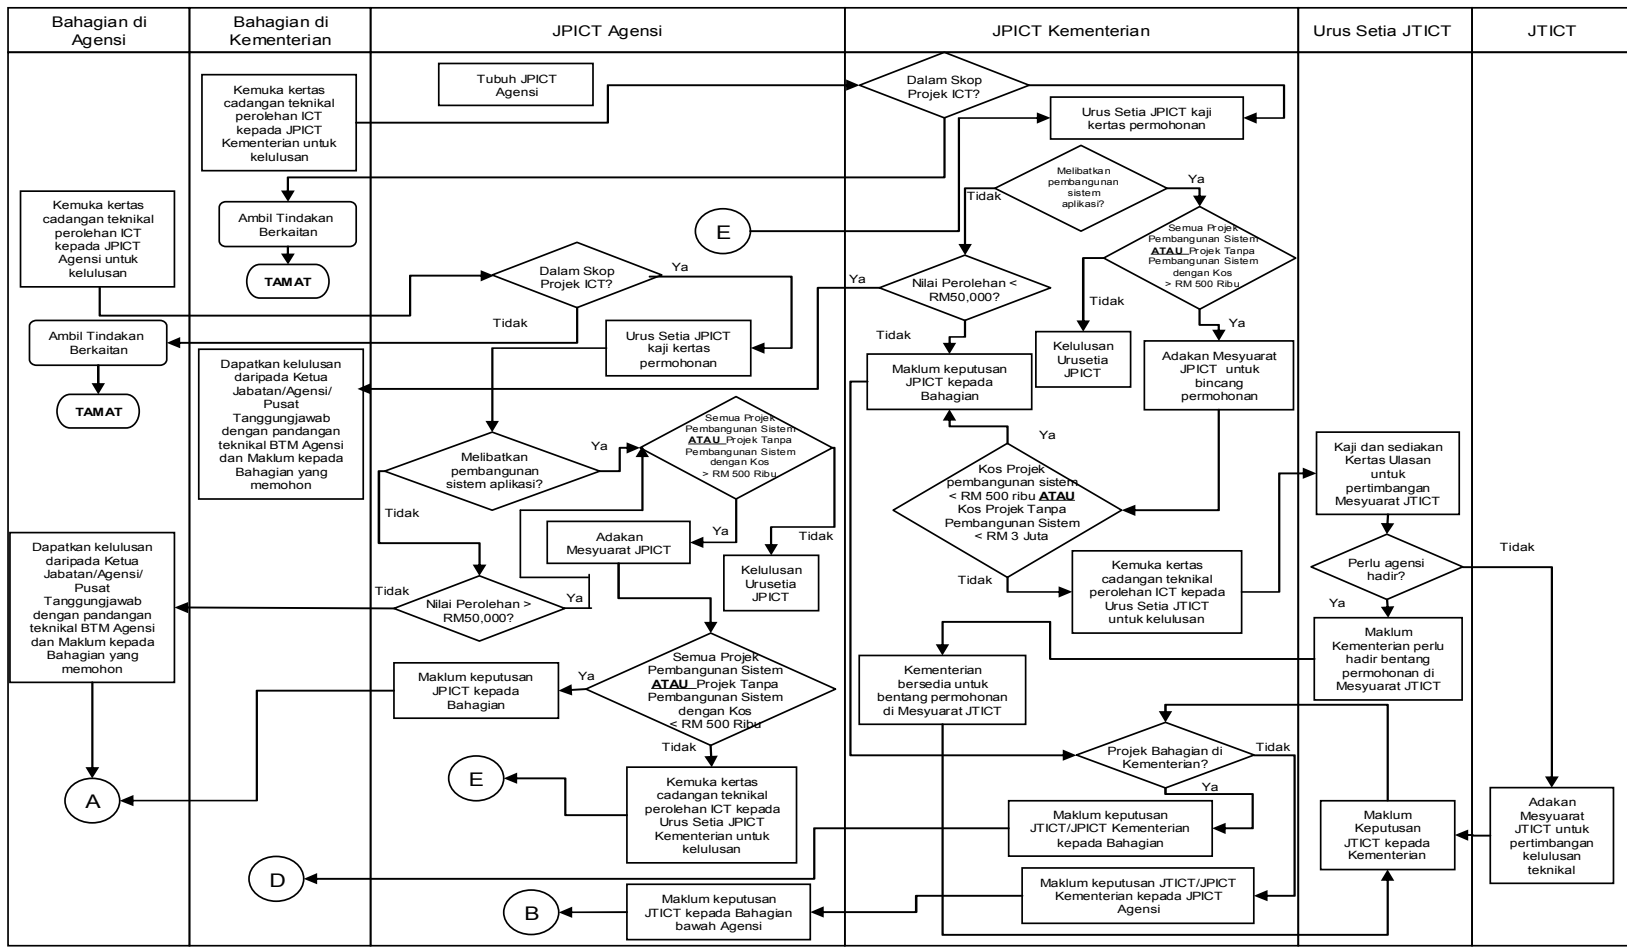 Bahagian di
Agensi
Bahagian di
Kementerian
JPICT Agensi
JPICT Kementerian
Urus Setia JTICT
JTICT
Kemuka kertas
cadangan teknikal
perolehan ICT
kepada JPICT
Agensi untuk
kelulusan
Ambil Tindakan
Berkaitan
TAMAT
Dapatkan kelulusan
daripada Ketua
Jabatan/Agensi/
Pusat
Tanggungjawab
dengan pandangan
teknikal BTM Agensi
dan Maklum kepada
Bahagian yang
memohon
A
Kemuka kertas
cadangan teknikal
perolehan ICT
kepada JPICT
Kementerian untuk
kelulusan
Ambil Tindakan
Berkaitan
TAMAT
Dapatkan kelulusan
daripada Ketua
Jabatan/Agensi/
Pusat
Tanggungjawab
dengan pandangan
teknikal BTM Agensi
dan Maklum kepada
Bahagian yang
memohon
D
Tubuh JPICT
Agensi
E
Dalam Skop
Projek ICT?
Ya
Tidak
Urus Setia JPICT
kaji kertas
permohonan
Melibatkan
pembangunan
sistem aplikasi?
Ya
Tidak
Semua Projek
Pembangunan Sistem
ATAU Projek Tanpa
Pembangunan Sistem
dengan Kos
> RM 500 Ribu
Ya
Tidak
Adakan
Mesyuarat JPICT
Kelulusan
Urusetia
JPICT
Nilai Perolehan >
RM50,000?
Tidak
Ya
Semua Projek
Pembangunan Sistem
ATAU Projek Tanpa
Pembangunan Sistem
dengan Kos
< RM 500 Ribu
Ya
Tidak
Maklum keputusan
JPICT kepada
Bahagian
E
Kemuka kertas
cadangan teknikal
perolehan ICT kepada
Urus Setia JPICT
Kementerian untuk
kelulusan
B
Maklum keputusan
JTICT kepada Bahagian
bawah Agensi
Dalam Skop
Projek ICT?
Urus Setia JPICT kaji
kertas permohonan
Melibatkan
pembangunan
sistem
aplikasi?
Ya
Tidak
Semua Projek
Pembangunan Sistem
ATAU Projek Tanpa
Pembangunan Sistem
dengan Kos
> RM 500 Ribu
Tidak
Ya
Nilai Perolehan <
RM50,000?
Ya
Tidak
Kelulusan
Urusetia
JPICT
Adakan Mesyuarat
JPICT untuk
bincang
permohonan
Maklum keputusan
JPICT kepada
Bahagian
Ya
Kos Projek
pembangunan sistem
< RM 500 ribu ATAU
Kos Projek Tanpa
Pembangunan Sistem
< RM 3 Juta
Tidak
Kemuka kertas
cadangan teknikal
perolehan ICT kepada
Urus Setia JTICT
untuk kelulusan
Kementerian
bersedia untuk
bentang permohonan
di Mesyuarat JTICT
Projek Bahagian di
Kementerian?
Tidak
Ya
Maklum keputusan
JTICT/JPICT Kementerian
kepada Bahagian
Maklum keputusan JTICT/JPICT
Kementerian kepada JPICT
Agensi
Kaji dan sediakan
Kertas Ulasan
untuk
pertimbangan
Mesyuarat JTICT
Perlu agensi
hadir?
Tidak
Ya
Maklum
Kementerian perlu
hadir bentang
permohonan di
Mesyuarat JTICT
Maklum
Keputusan
JTICT kepada
Kementerian
Adakan
Mesyuarat
JTICT untuk
pertimbangan
kelulusan
teknikal